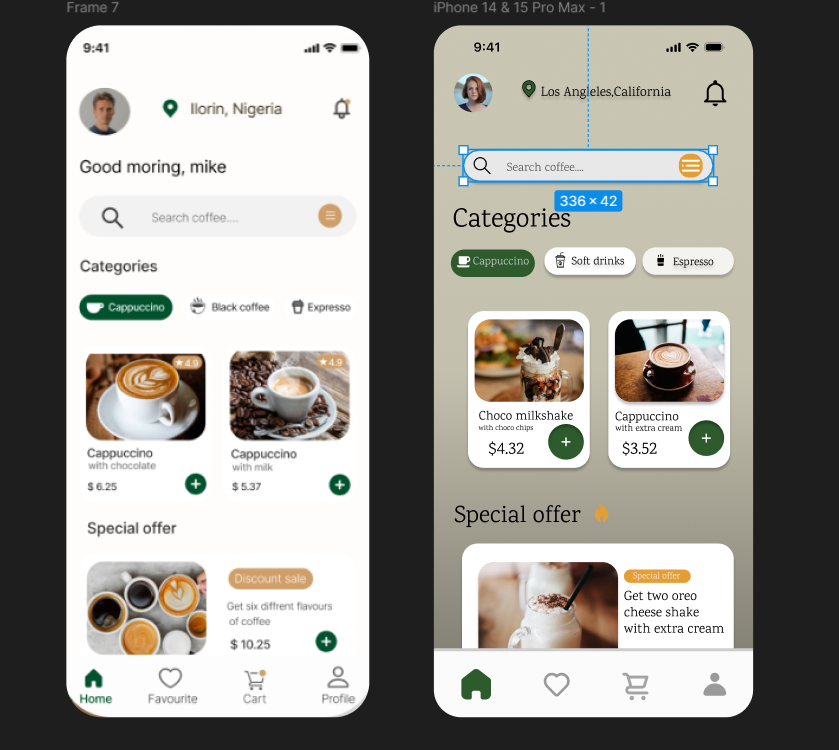 Frame 7
9:41
Ilorin, Nigeria
Good moring, mike
Search coffee....
Categories
Cappuccino
Black coffee
Expresso
4.9
4.9
Cappuccino
with chocolate
$ 6.25
Cappuccino
with milk
$ 5.37
Special offer
Discount sale
Get six diffrent flavours
of coffee
$ 10.25
Home
Favourite
Cart
Profile
iPhone 14 & 15 Pro Max - 1
9:41
Los Angleles,California
Search coffee....
336 × 42
Categories
Cappuccino
Soft drinks
Espresso
Choco milkshake
with choco chips
$4.32
Cappuccino
with extra cream
$3.52
Special offer
Special offer
Get two oreo
cheese shake
with extra cream